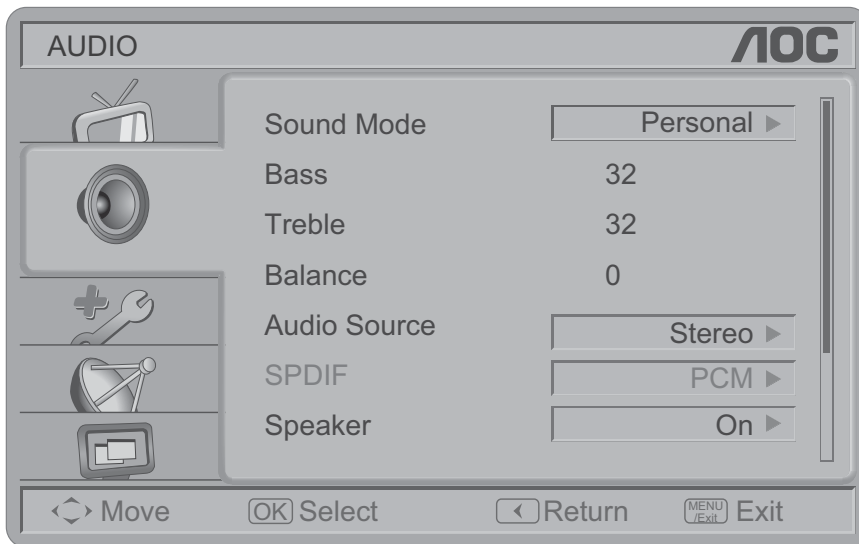 AUDIO AOC
Sound Mode Personal
Bass 32
Treble 32
Balance 0
Audio Source Stereo
SPDIF PCM
Speaker On
Move OK Select Return MENU/Exit Exit